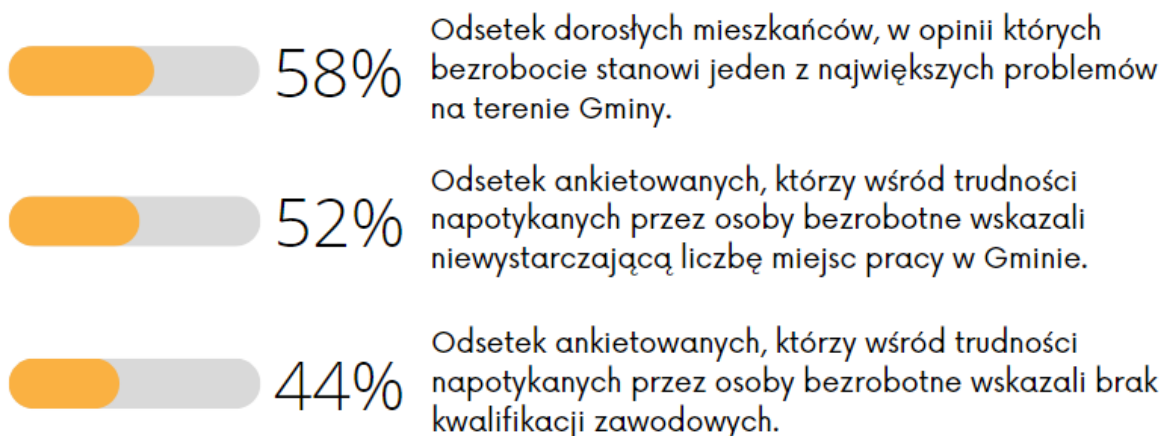 58%
Odsetek dorosłych mieszkańców, w opinii których
bezrobocie stanowi jeden z największych problemów
na terenie Gminy.
52%
Odsetek ankietowanych, którzy wśród trudności
napotykanych przez osoby bezrobotne wskazali
niewystarczającą liczbę miejsc pracy w Gminie.
44%
Odsetek ankietowanych, którzy wśród trudności
napotykanych przez osoby bezrobotne wskazali brak
kwalifikacji zawodowych.